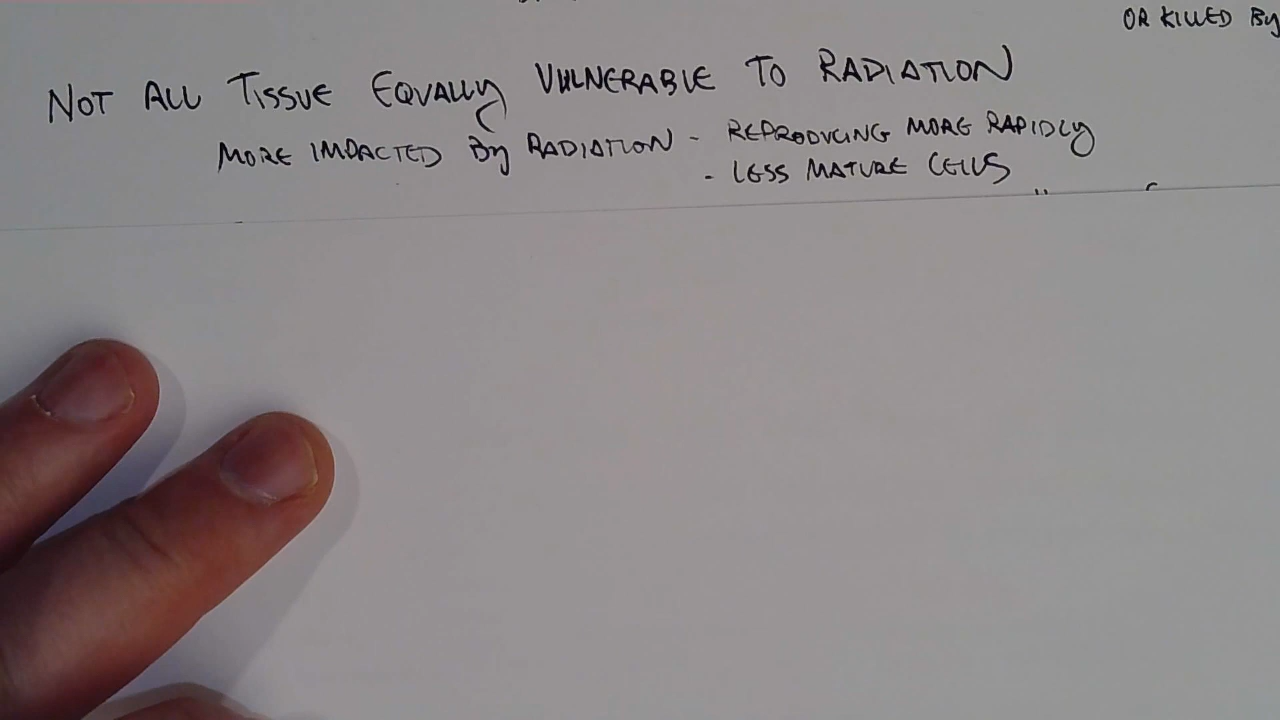 OR KILLED By
NOT ALL TISSUE EQUALLy VULNERABLE TO RADIATION
MORE IMPACTED By RADIATION - REPRODUCING MORE RAPIDLy
- LESS MATURE CELLS